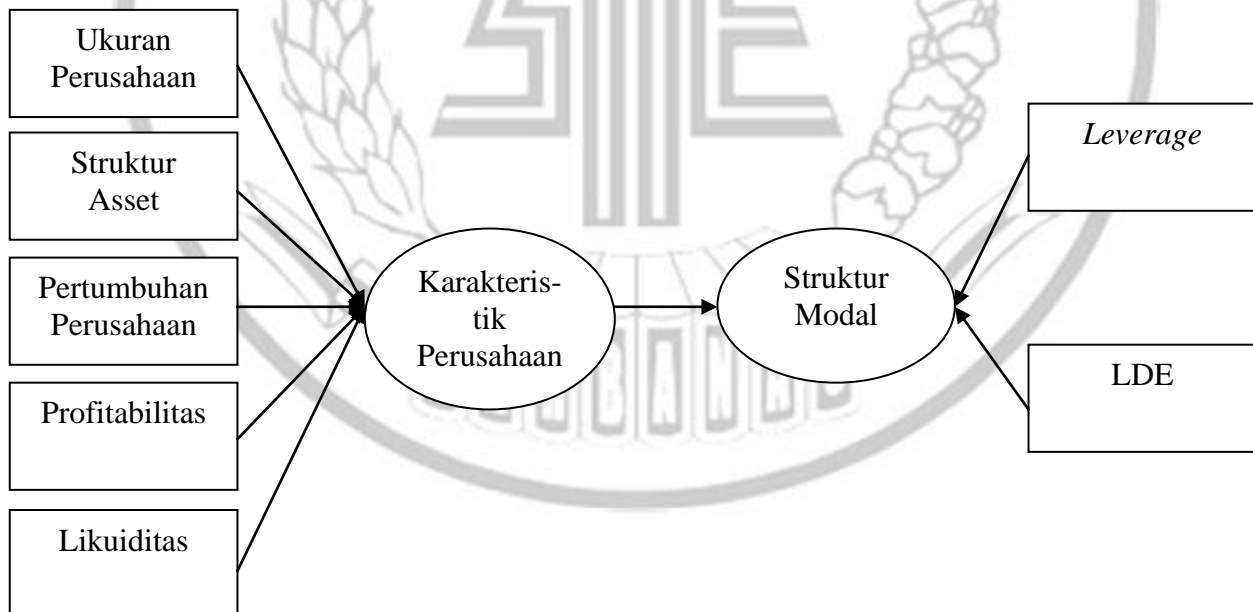 Ukuran
Perusahaan
Struktur
Asset
Pertumbuhan
Perusahaan
Profitabilitas
Likuiditas
Karakteris-
tik
Perusahaan
Struktur
Modal
Leverage
LDE